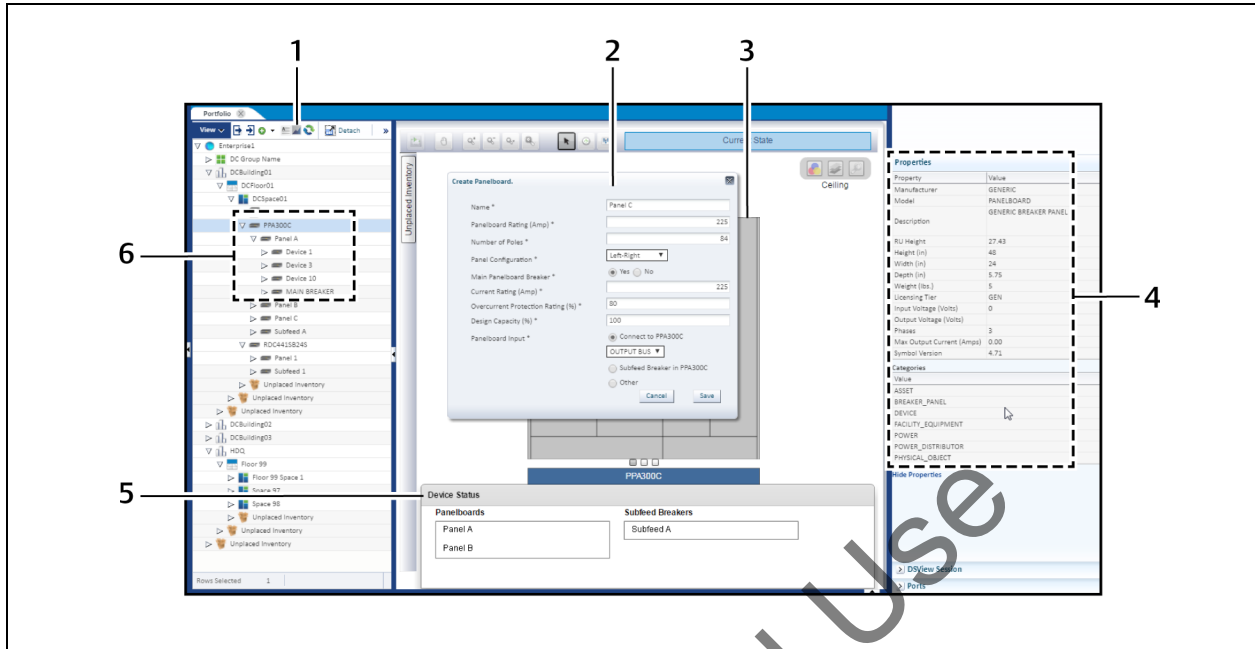 1
2
3
Portfolio
View
Detach
»
Enterprise1
DC Group Name
DCBuilding01
DCFloor01
DCSpace01
PPA300C
Panel A
Device 1
Device 3
Device 10
MAIN BREAKER
Panel B
Panel C
Subfeed A
RDC4415B245
Panel 1
Subfeed 1
Unplaced Inventory
Unplaced Inventory
Unplaced Inventory
DCBuilding02
DCBuilding03
HDQ
Floor 99
Floor 99 Space 1
Space 97
Space 98
Unplaced Inventory
Unplaced Inventory
Unplaced Inventory
Rows Selected 1
6
5
Unplaced Inventory
Current State
Ceiling
Create Panelboard.
Name * Panel C
Panelboard Rating (Amp) * 225
Number of Poles * 84
Panel Configuration * Left-Right
Main Panelboard Breaker * Yes No
Current Rating (Amp) * 225
Overcurrent Protection Rating (%) * 80
Design Capacity (%) * 100
Panelboard Input * Connect to PPA300C
OUTPUT BUS
Subfeed Breaker in PPA300C
Other
Cancel Save
PPA300C
Device Status
Panelboards Subfeed Breakers
Panel A Subfeed A
Panel B
Properties
Property Value
Manufacturer GENERIC
Model PANELBOARD
Description GENERIC BREAKER PANEL
RU Height 27.43
Height (in) 48
Width (in) 24
Depth (in) 5.75
Weight (lbs.) 5
Licensing Tier GEN
Input Voltage (Volts) 0
Output Voltage (Volts)
Phases 3
Max Output Current (Amps) 0.00
Symbol Version 4.71
Categories
Value
ASSET
BREAKER_PANEL
DEVICE
FACILITY_EQUIPMENT
POWER
POWER_DISTRIBUTOR
PHYSICAL_OBJECT
Hide Properties
DSView Session
Ports
4
Use